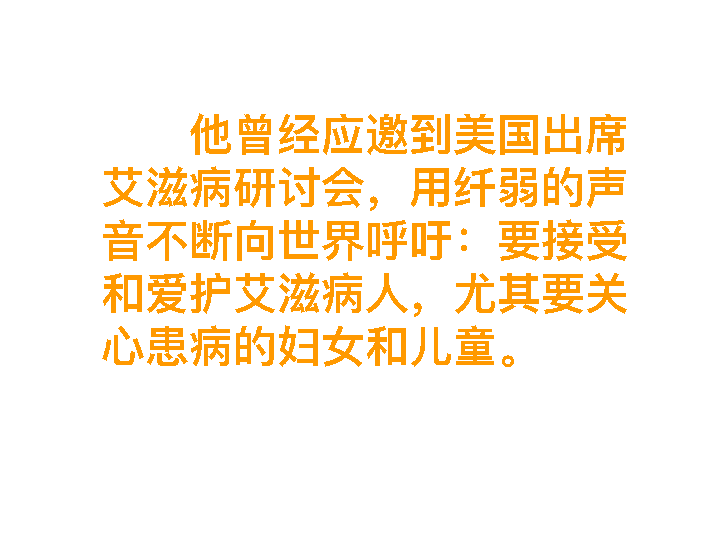 他曾经应邀到美国出席
艾滋病研讨会，用纤弱的声
音不断向世界呼吁：要接受
和爱护艾滋病人，尤其要关
心患病的妇女和儿童。